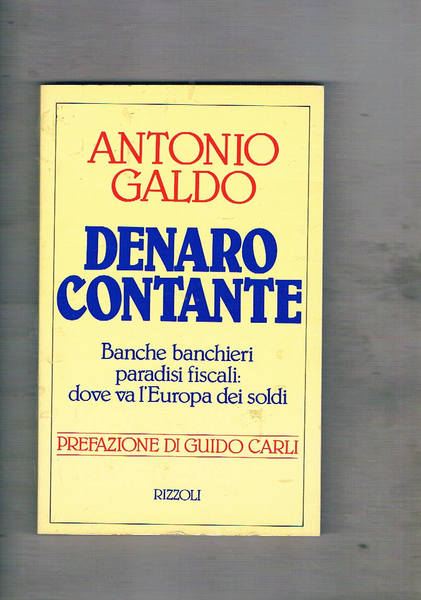 ANTONIO
GALDO
DENARO
CONTANTE
Banche banchieri
paradisi fiscali:
dove va l'Europa dei soldi
PREFAZIONE DI GUIDO CARLI
RIZZOLI